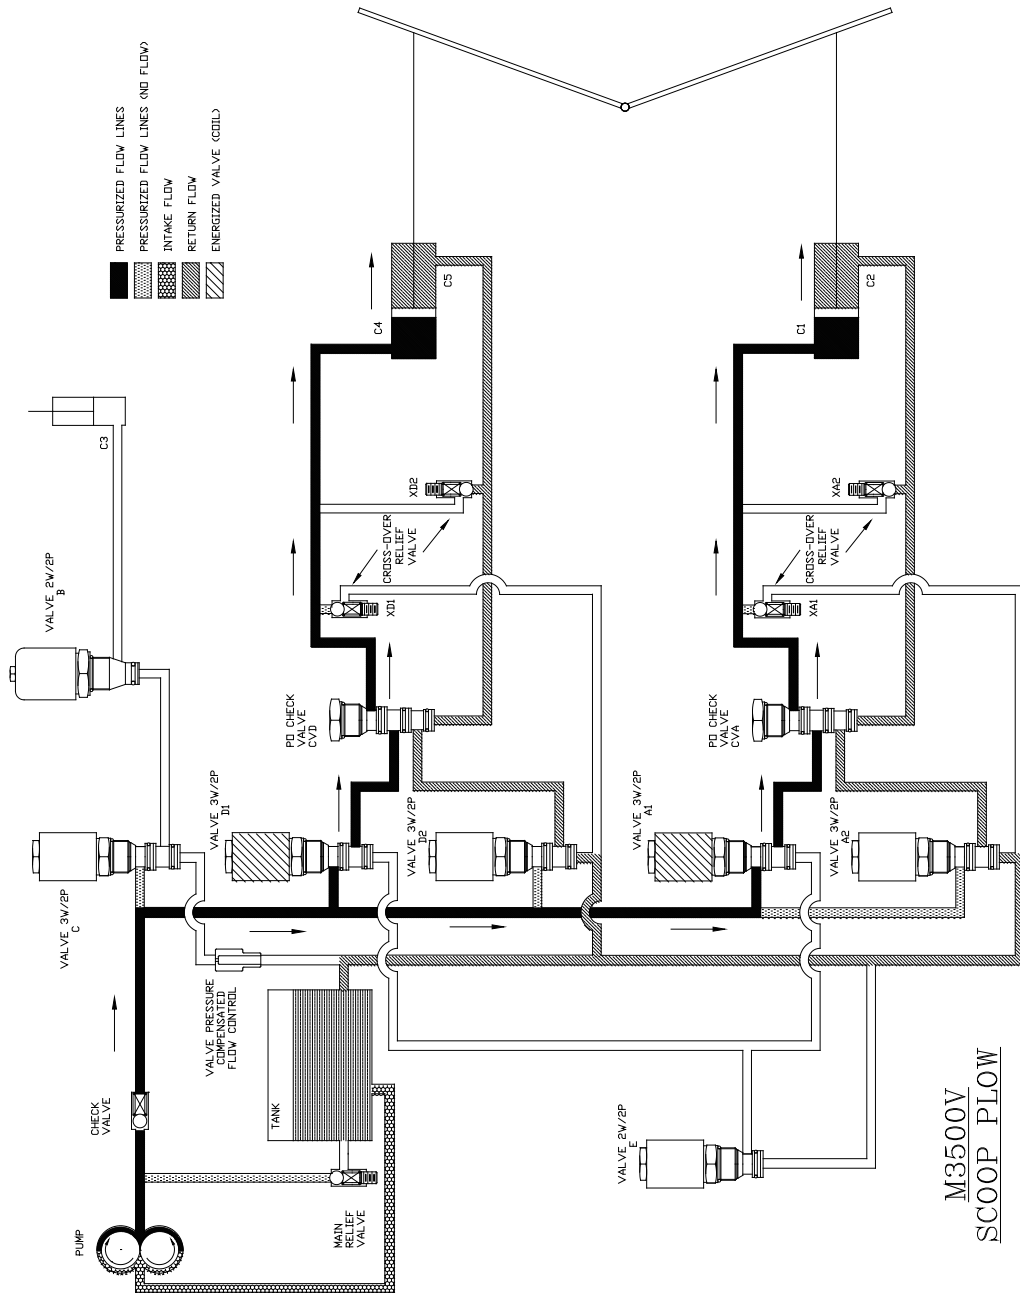 PRESSURIZED FLOW LINES
PRESSURIZED FLOW LINES (NO FLOW)
INTAKE FLOW
RETURN FLOW
ENERGIZED VALVE (COIL)
PUMP
CHECK
VALVE
MAIN
RELIEF
VALVE
TANK
VALVE PRESSURE
COMPENSATED
FLOW CONTROL
VALVE 3W/2P
C
VALVE 2W/2P
B
C3
VALVE 3W/2P
D1
VALVE 3W/2P
D2
PO CHECK
VALVE
CVD
XD1
XD2
CROSS-OVER
RELIEF
VALVE
C4
C5
VALVE 3W/2P
A1
VALVE 3W/2P
A2
PO CHECK
VALVE
CVA
XA1
XA2
CROSS-OVER
RELIEF
VALVE
C1
C2
VALVE 2W/2P
E
M3500V
SCOOP PLOW